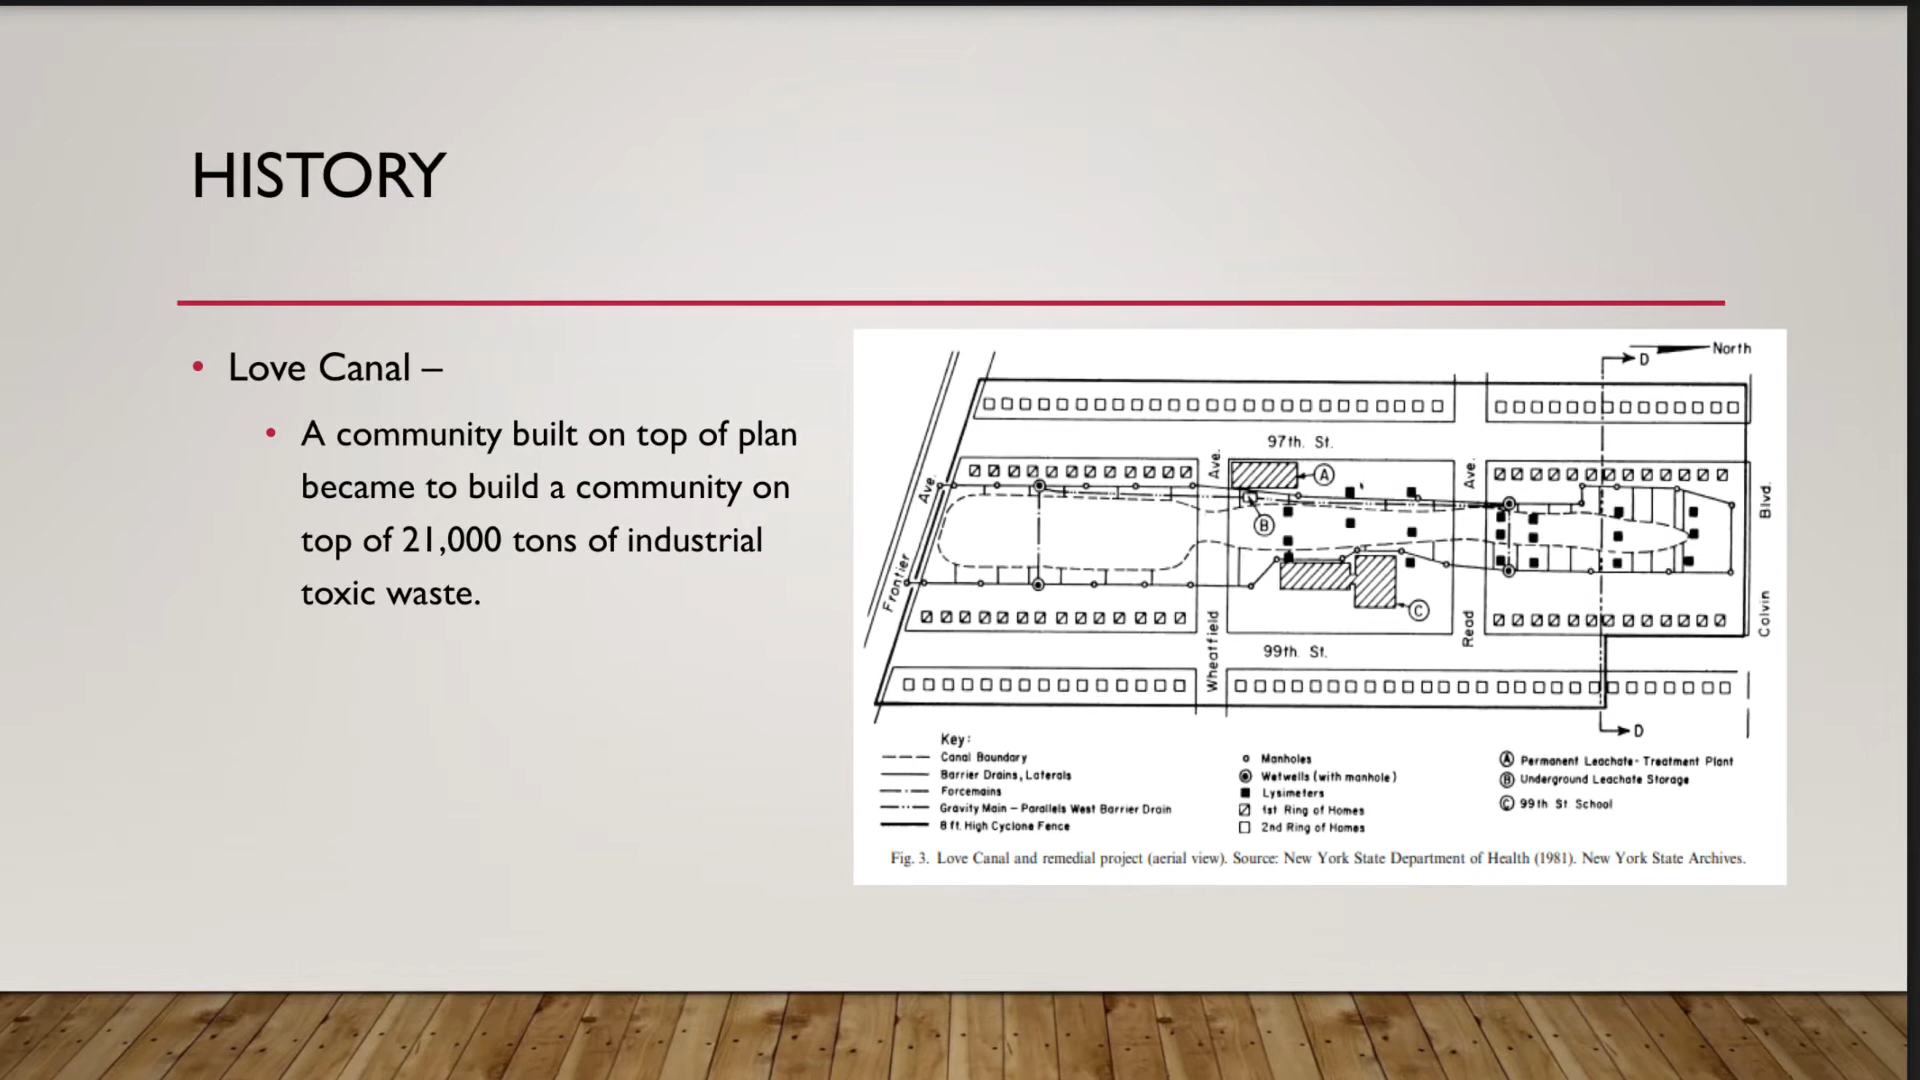 HISTORY
• Love Canal –
• A community built on top of plan
became to build a community on
top of 21,000 tons of industrial
toxic waste.
North
D
97th. St.
Ave.
Ave.
Ave.
A
B
Blvd.
Frontier
C
Wheatfield
Read
Colvin
99th St.
D
Key:
Canal Boundary
Barrier Drains, Laterals
Forcemains
Gravity Main – Parallels West Barrier Drain
8 ft. High Cyclone Fence
Manholes
Wetwells (with manhole)
Lysimeters
1st Ring of Homes
2nd Ring of Homes
A Permanent Leachate-Treatment Plant
B Underground Leachate Storage
C 99th St School
Fig. 3. Love Canal and remedial project (aerial view). Source: New York State Department of Health (1981). New York State Archives.